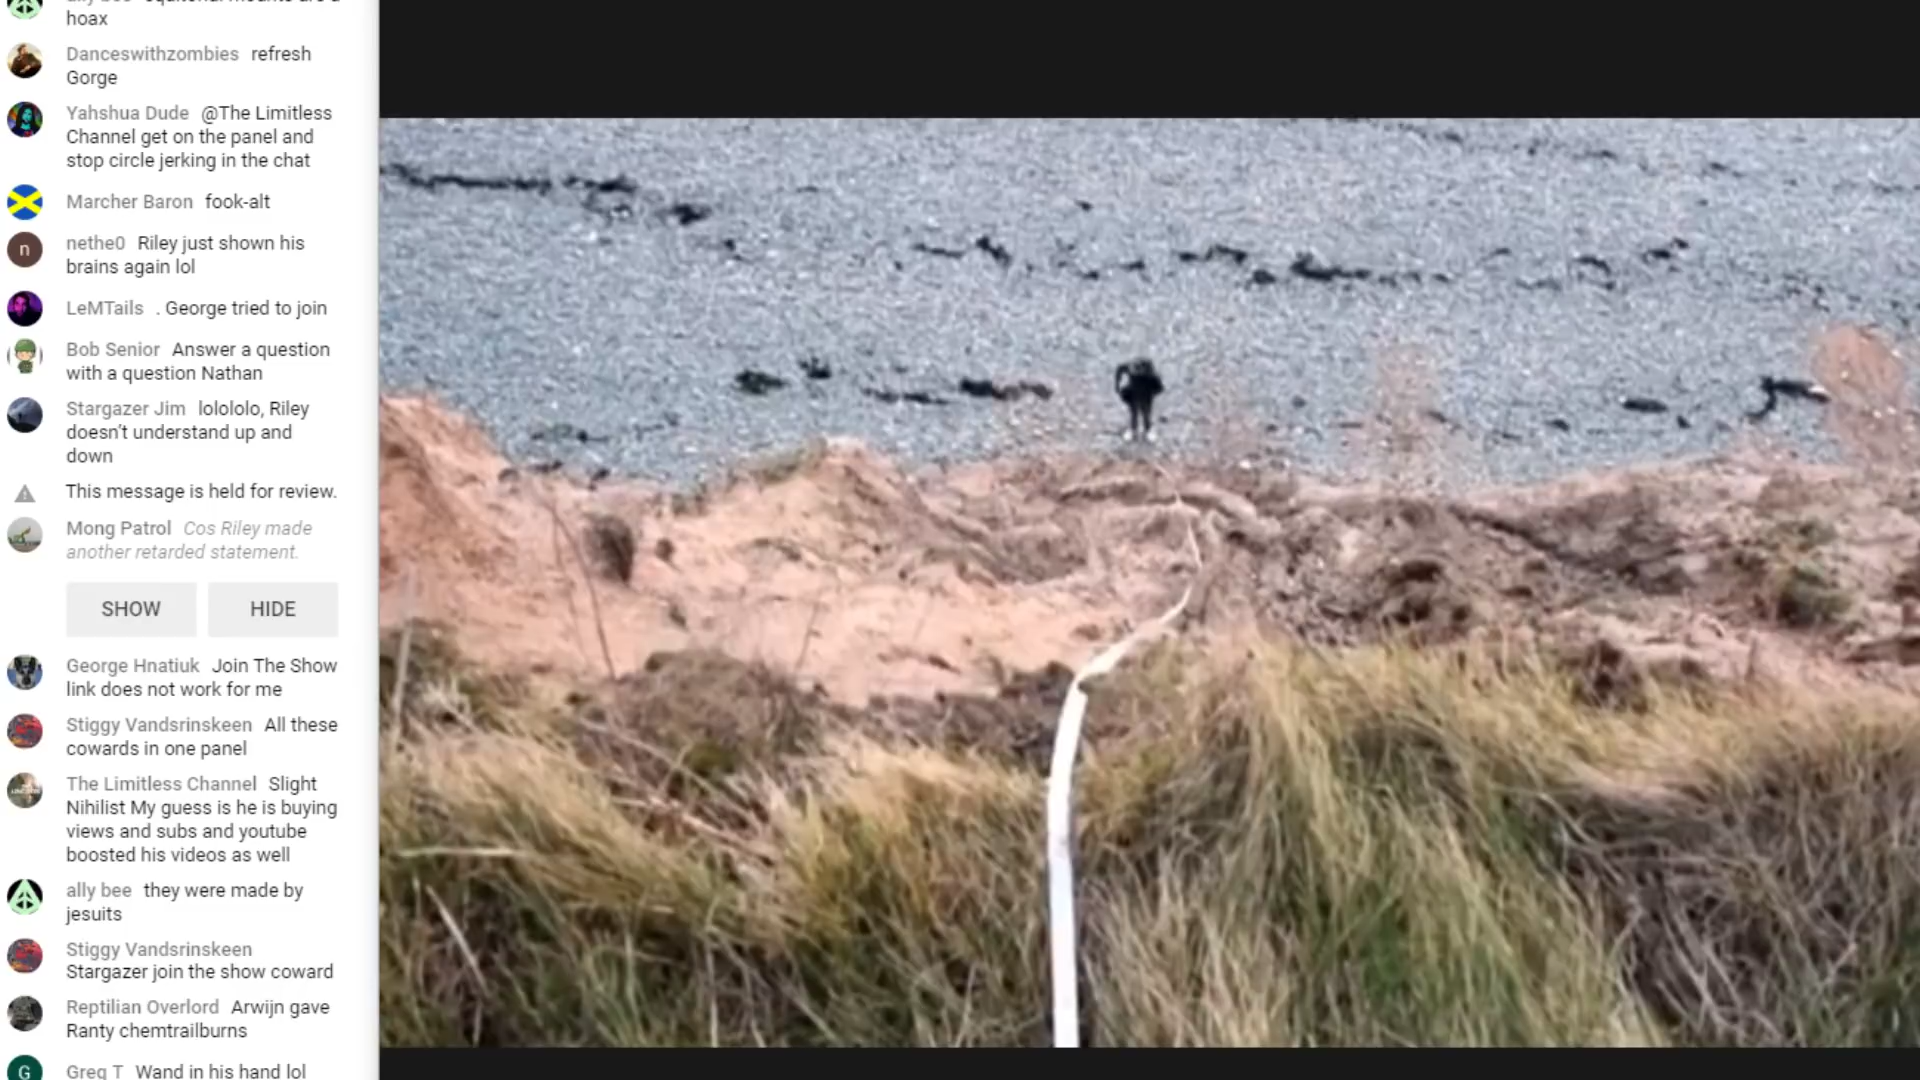 hoax
Danceswithzombies refresh
Gorge
Yahshua Dude @The Limitless
Channel get on the panel and
stop circle jerking in the chat
Marcher Baron fook-alt
n
nethe0 Riley just shown his
brains again lol
LeMTails . George tried to join
Bob Senior Answer a question
with a question Nathan
Stargazer Jim lolololo, Riley
doesn't understand up and
down
This message is held for review.
Mong Patrol Cos Riley made
another retarded statement.
SHOW HIDE
George Hnatiuk Join The Show
link does not work for me
Stiggy Vandsrinskeen All these
cowards in one panel
The Limitless Channel Slight
Nihilist My guess is he is buying
views and subs and youtube
boosted his videos as well
ally bee they were made by
jesuits
Stiggy Vandsrinskeen
Stargazer join the show coward
Reptilian Overlord Arwijn gave
Ranty chemtrailburns
G
Greg T Wand in his hand lol